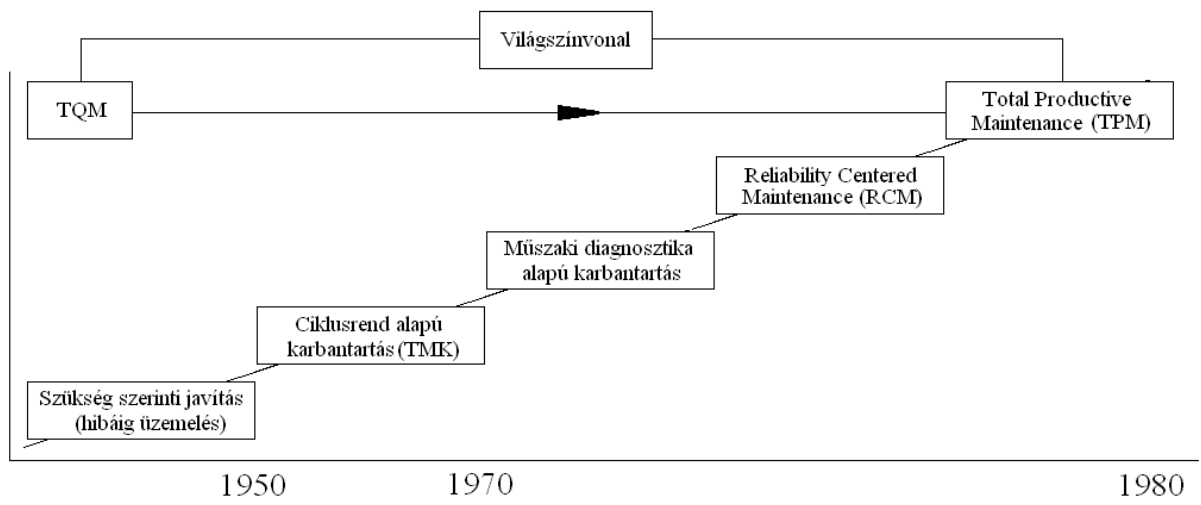 Világszínvonal
TQM
Total Productive
Maintenance (TPM)
Reliability Centered
Maintenance (RCM)
Műszaki diagnosztika
alapú karbantartás
Ciklusrend alapú
karbantartás (TMK)
Szükség szerinti javítás
(hibáig üzemelés)
1950
1970
1980